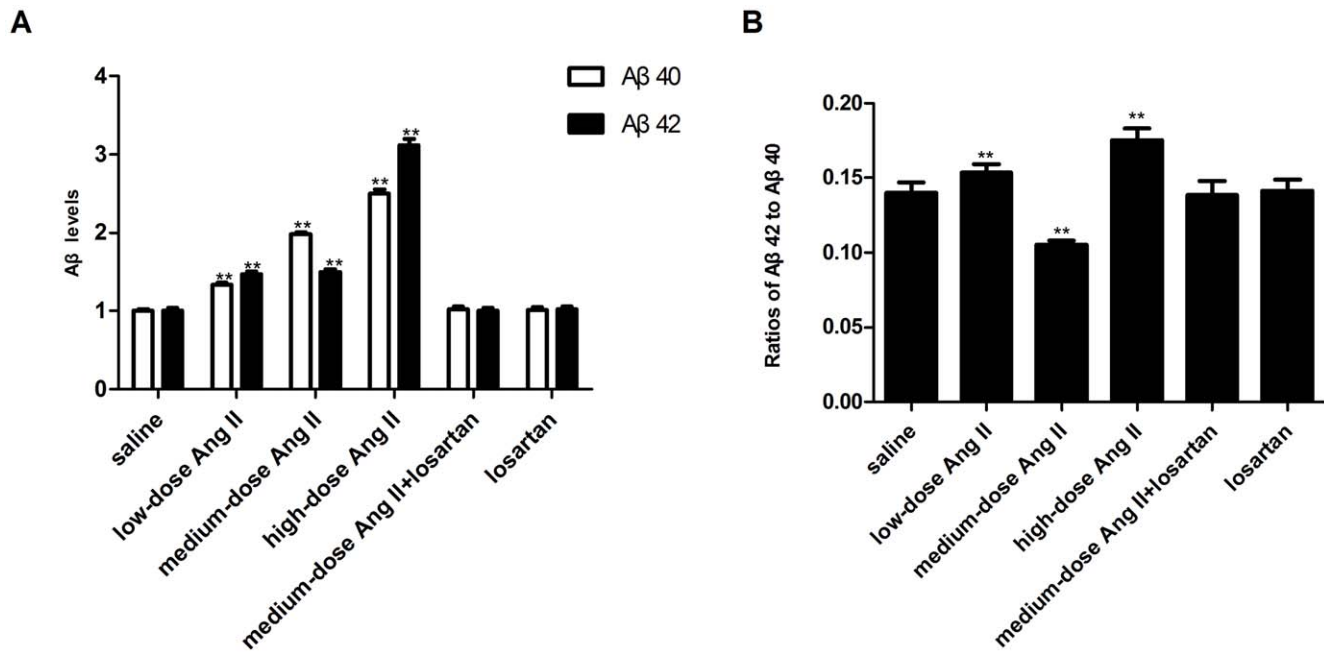 A
Aβ levels
4
3
2
1
0
Aβ 40
Aβ 42
**
**
**
**
**
**
saline
low-dose Ang II
medium-dose Ang II
high-dose Ang II
medium-dose Ang II+losartan
losartan
B
Ratios of Aβ 42 to Aβ 40
0.20
0.15
0.10
0.05
0.00
**
**
**
saline
low-dose Ang II
medium-dose Ang II
high-dose Ang II
medium-dose Ang II+losartan
losartan